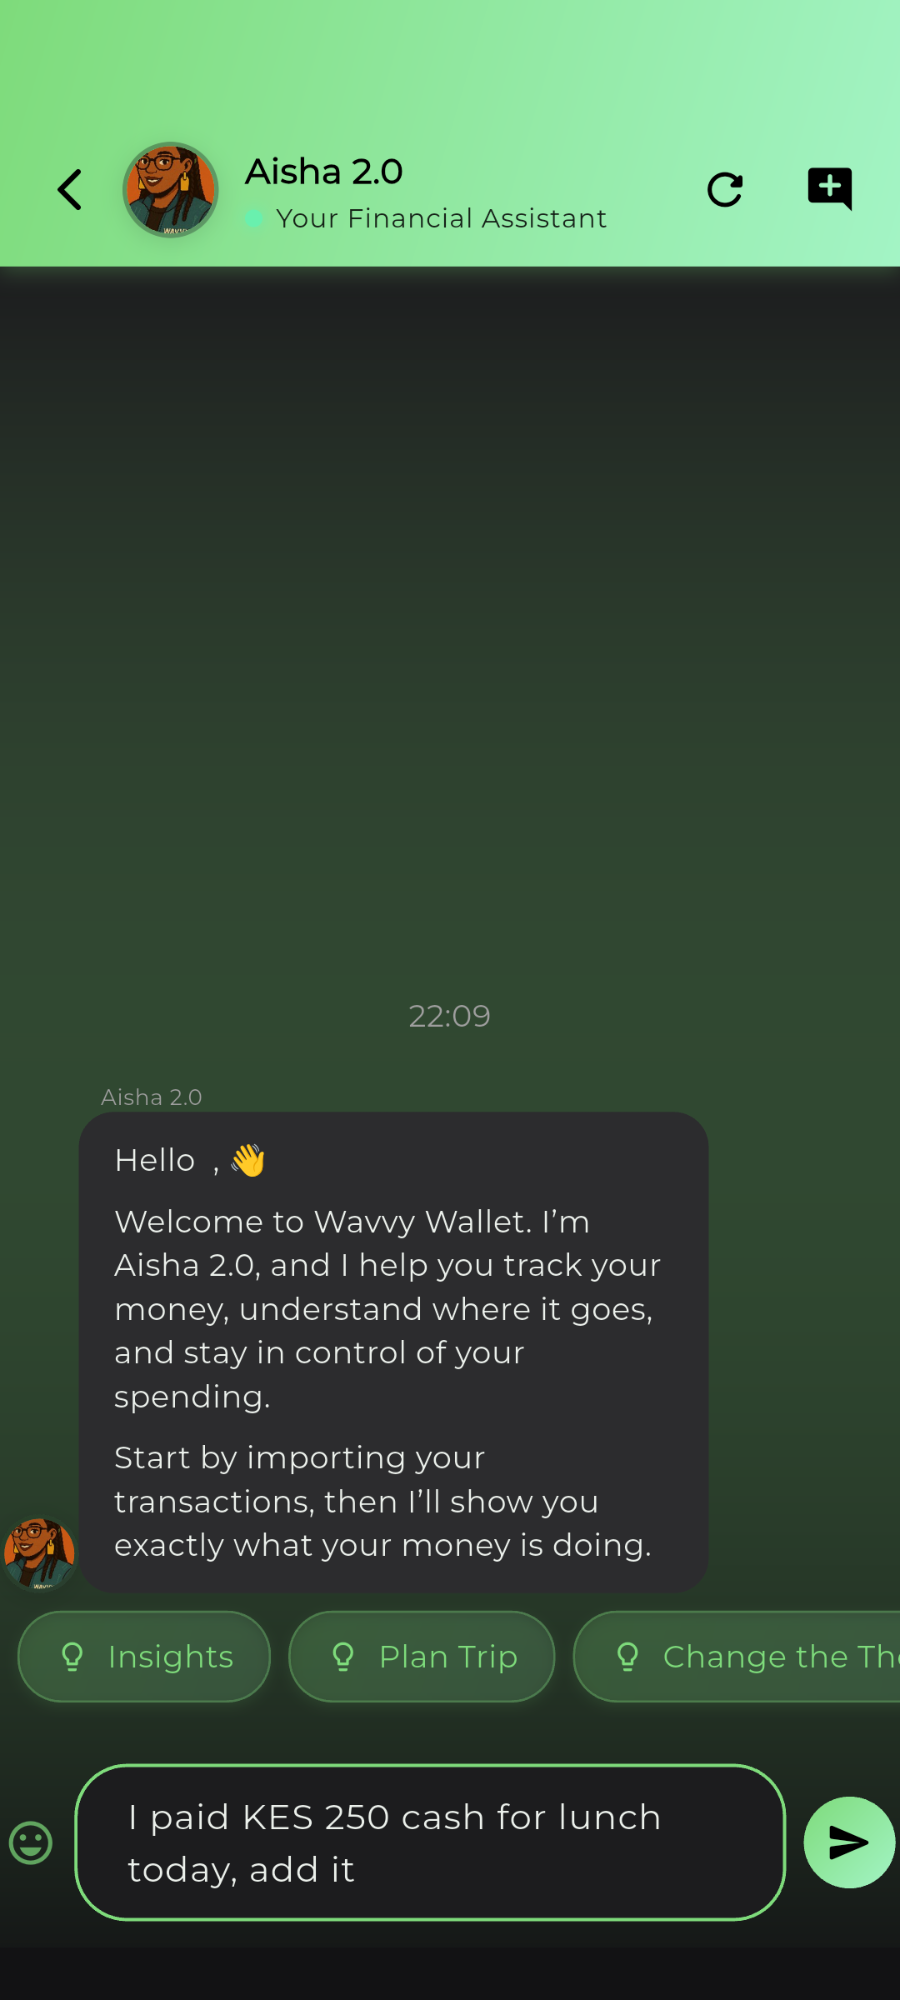 Aisha 2.0
Your Financial Assistant
22:09
Aisha 2.0
Hello , 👋
Welcome to Wavvy Wallet. I’m
Aisha 2.0, and I help you track your
money, understand where it goes,
and stay in control of your
spending.
Start by importing your
transactions, then I’ll show you
exactly what your money is doing.
Insights
Plan Trip
Change the
I paid KES 250 cash for lunch
today, add it